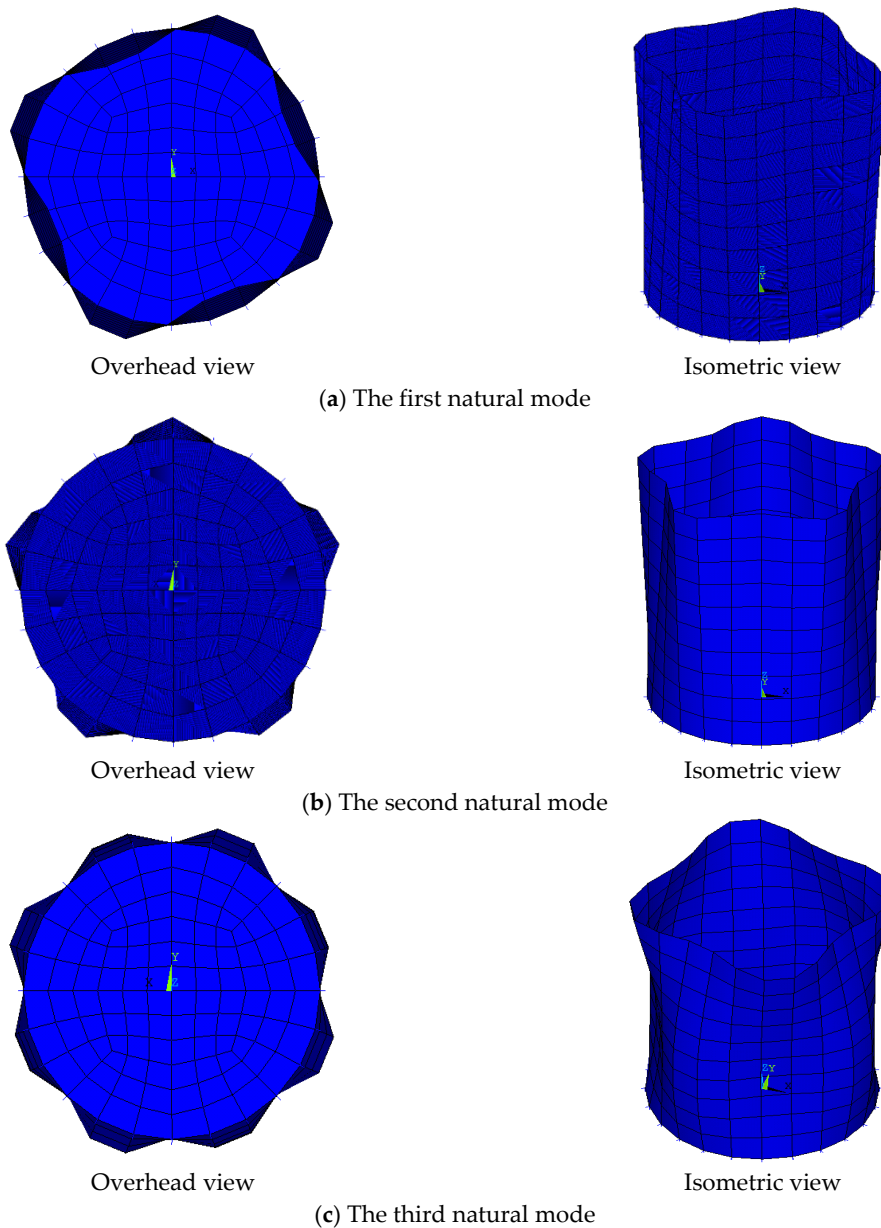 Y
X
Z
Y
Overhead view
Isometric view
(a) The first natural mode
Y
Z
Z
Y
X
Overhead view
Isometric view
(b) The second natural mode
Y
X
Z
Z Y
X
Overhead view
Isometric view
(c) The third natural mode